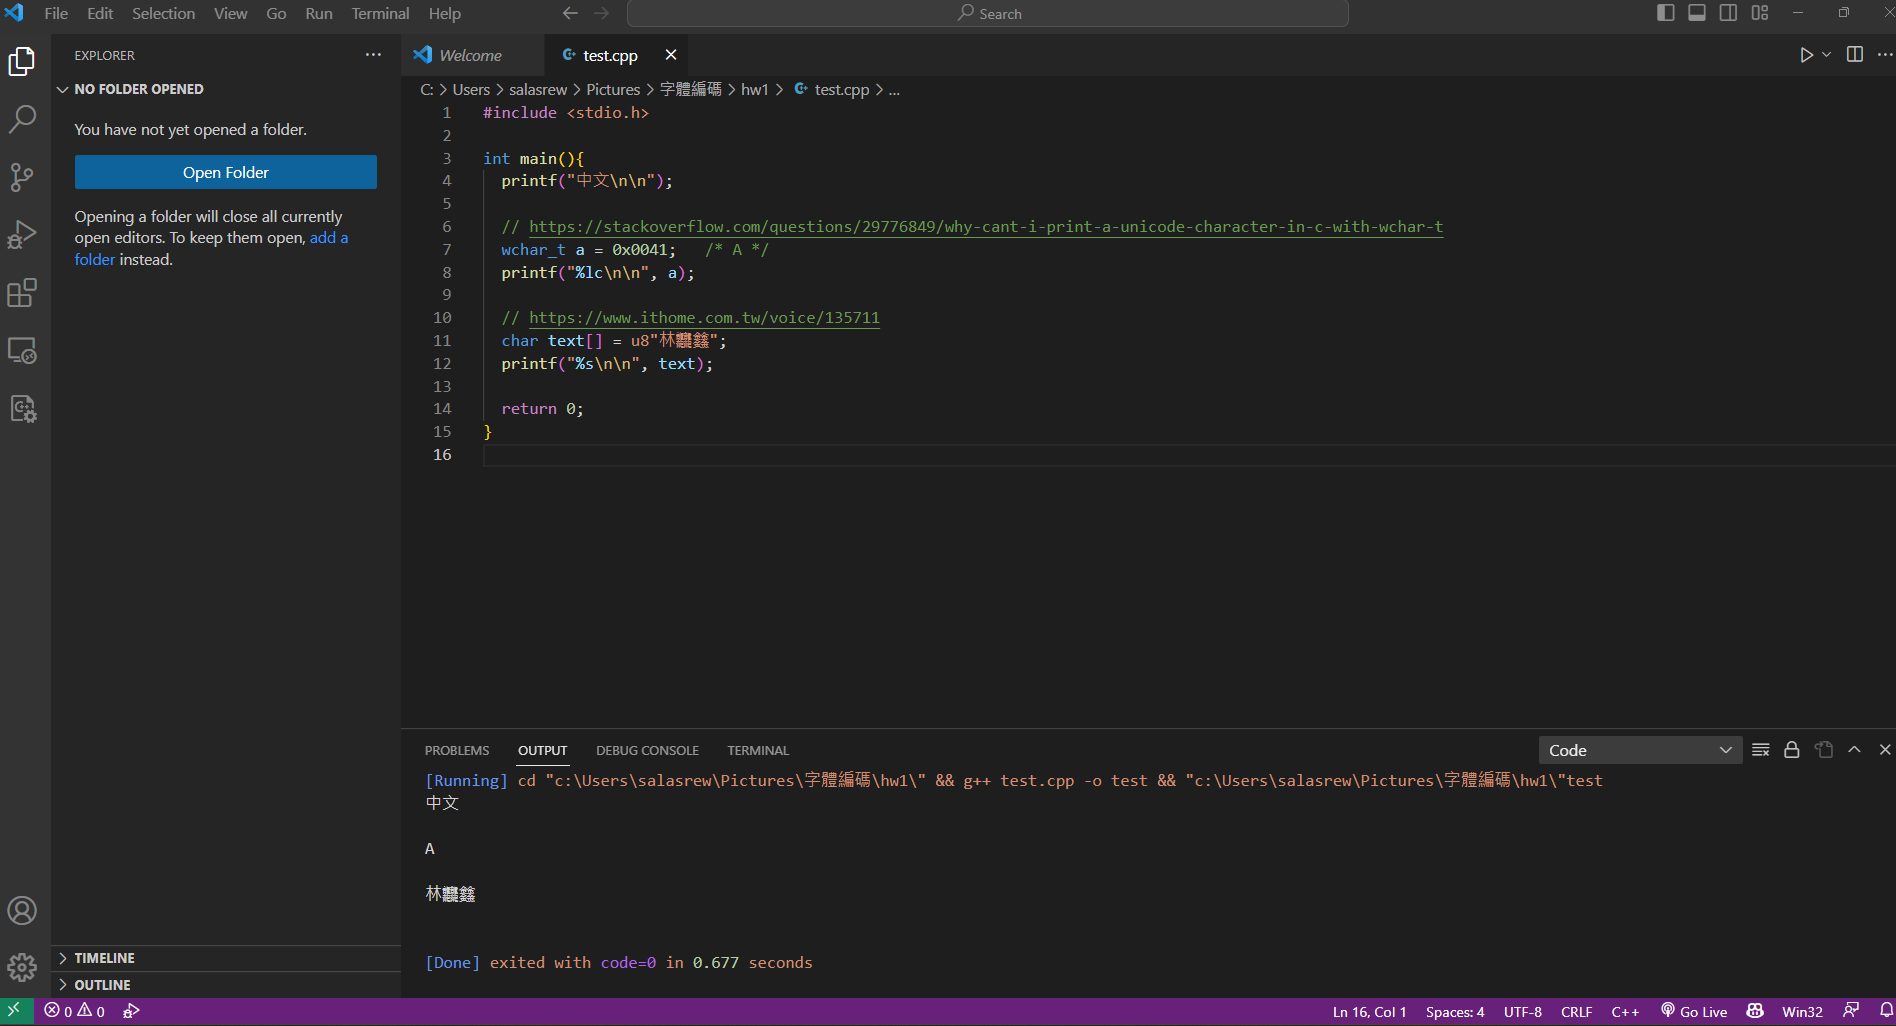 File Edit Selection View Go Run Terminal Help
Search
EXPLORER
NO FOLDER OPENED
You have not yet opened a folder.
Open Folder
Opening a folder will close all currently
open editors. To keep them open, add a
folder instead.
TIMELINE
OUTLINE
Welcome
test.cpp
C: > Users > salasrew > Pictures > 字體編碼 > hw1 > test.cpp > ...
1 #include <stdio.h>
2
3 int main(){
4 printf("中文\n\n");
5
6 // https://stackoverflow.com/questions/29776849/why-cant-i-print-a-unicode-character-in-c-with-wchar-t
7 wchar_t a = 0x0041; /* A */
8 printf("%lc\n\n", a);
9
10 // https://www.ithome.com.tw/voice/135711
11 char text[] = u8"林鑫";
12 printf("%s\n\n", text);
13
14 return 0;
15 }
16
PROBLEMS OUTPUT DEBUG CONSOLE TERMINAL
Code
[Running] cd "c:\Users\salasrew\Pictures\字體編碼\hw1\" && g++ test.cpp -o test && "c:\Users\salasrew\Pictures\字體編碼\hw1\"test
中文
A
林鑫
[Done] exited with code=0 in 0.677 seconds
0 0
Ln 16, Col 1 Spaces: 4 UTF-8 CRLF C++ Go Live Win32